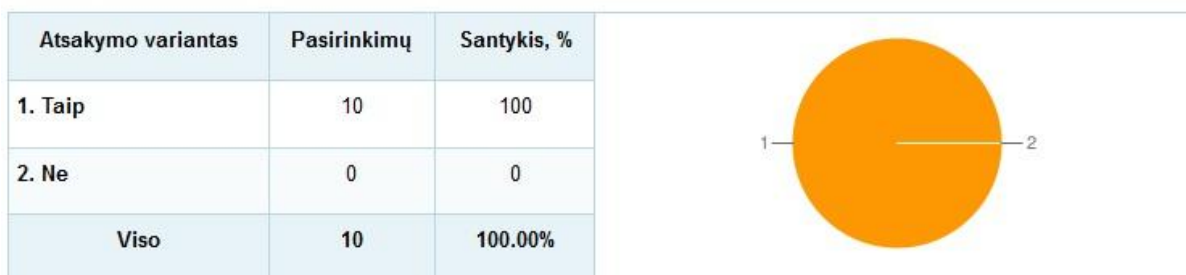 Atsakymo variantas Pasirinkimų Santykis, %
1. Taip 10 100
2. Ne 0 0
Viso 10 100.00%
1 2